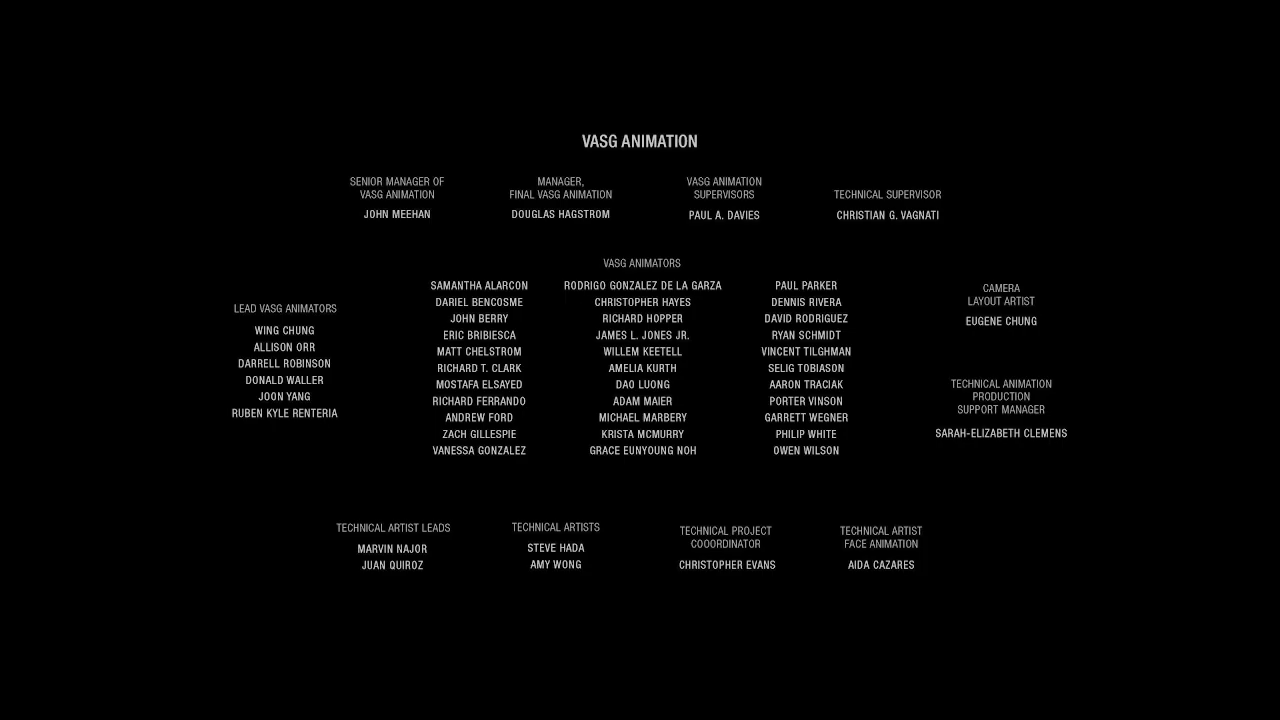 VASG ANIMATION
SENIOR MANAGER OF
VASG ANIMATION
JOHN MEEHAN
MANAGER,
FINAL VASG ANIMATION
DOUGLAS HAGSTROM
VASG ANIMATION
SUPERVISORS
PAUL A. DAVIES
TECHNICAL SUPERVISOR
CHRISTIAN G. VAGNATI
LEAD VASG ANIMATORS
WING CHUNG
ALLISON ORR
DARRELL ROBINSON
DONALD WALLER
JOON YANG
RUBEN KYLE RENTERIA
VASG ANIMATORS
SAMANTHA ALARCON
DARIEL BENCOSME
JOHN BERRY
ERIC BRIBIESCA
MATT CHELSTROM
RICHARD T. CLARK
MOSTAFA ELSAYED
RICHARD FERRANDO
ANDREW FORD
ZACH GILLESPIE
VANESSA GONZALEZ
RODRIGO GONZALEZ DE LA GARZA
CHRISTOPHER HAYES
RICHARD HOPPER
JAMES L. JONES JR.
WILLEM KEETELL
AMELIA KURTH
DAO LUONG
ADAM MAIER
MICHAEL MARBERY
KRISTA MCMURRY
GRACE EUNYOUNG NOH
PAUL PARKER
DENNIS RIVERA
DAVID RODRIGUEZ
RYAN SCHMIDT
VINCENT TILGHMAN
SELIG TOBIASON
AARON TRACIAK
PORTER VINSON
GARRETT WEGNER
PHILIP WHITE
OWEN WILSON
CAMERA
LAYOUT ARTIST
EUGENE CHUNG
TECHNICAL ANIMATION
PRODUCTION
SUPPORT MANAGER
SARAH-ELIZABETH CLEMENS
TECHNICAL ARTIST LEADS
MARVIN NAJOR
JUAN QUIROZ
TECHNICAL ARTISTS
STEVE HADA
AMY WONG
TECHNICAL PROJECT
COOORDINATOR
CHRISTOPHER EVANS
TECHNICAL ARTIST
FACE ANIMATION
AIDA CAZARES